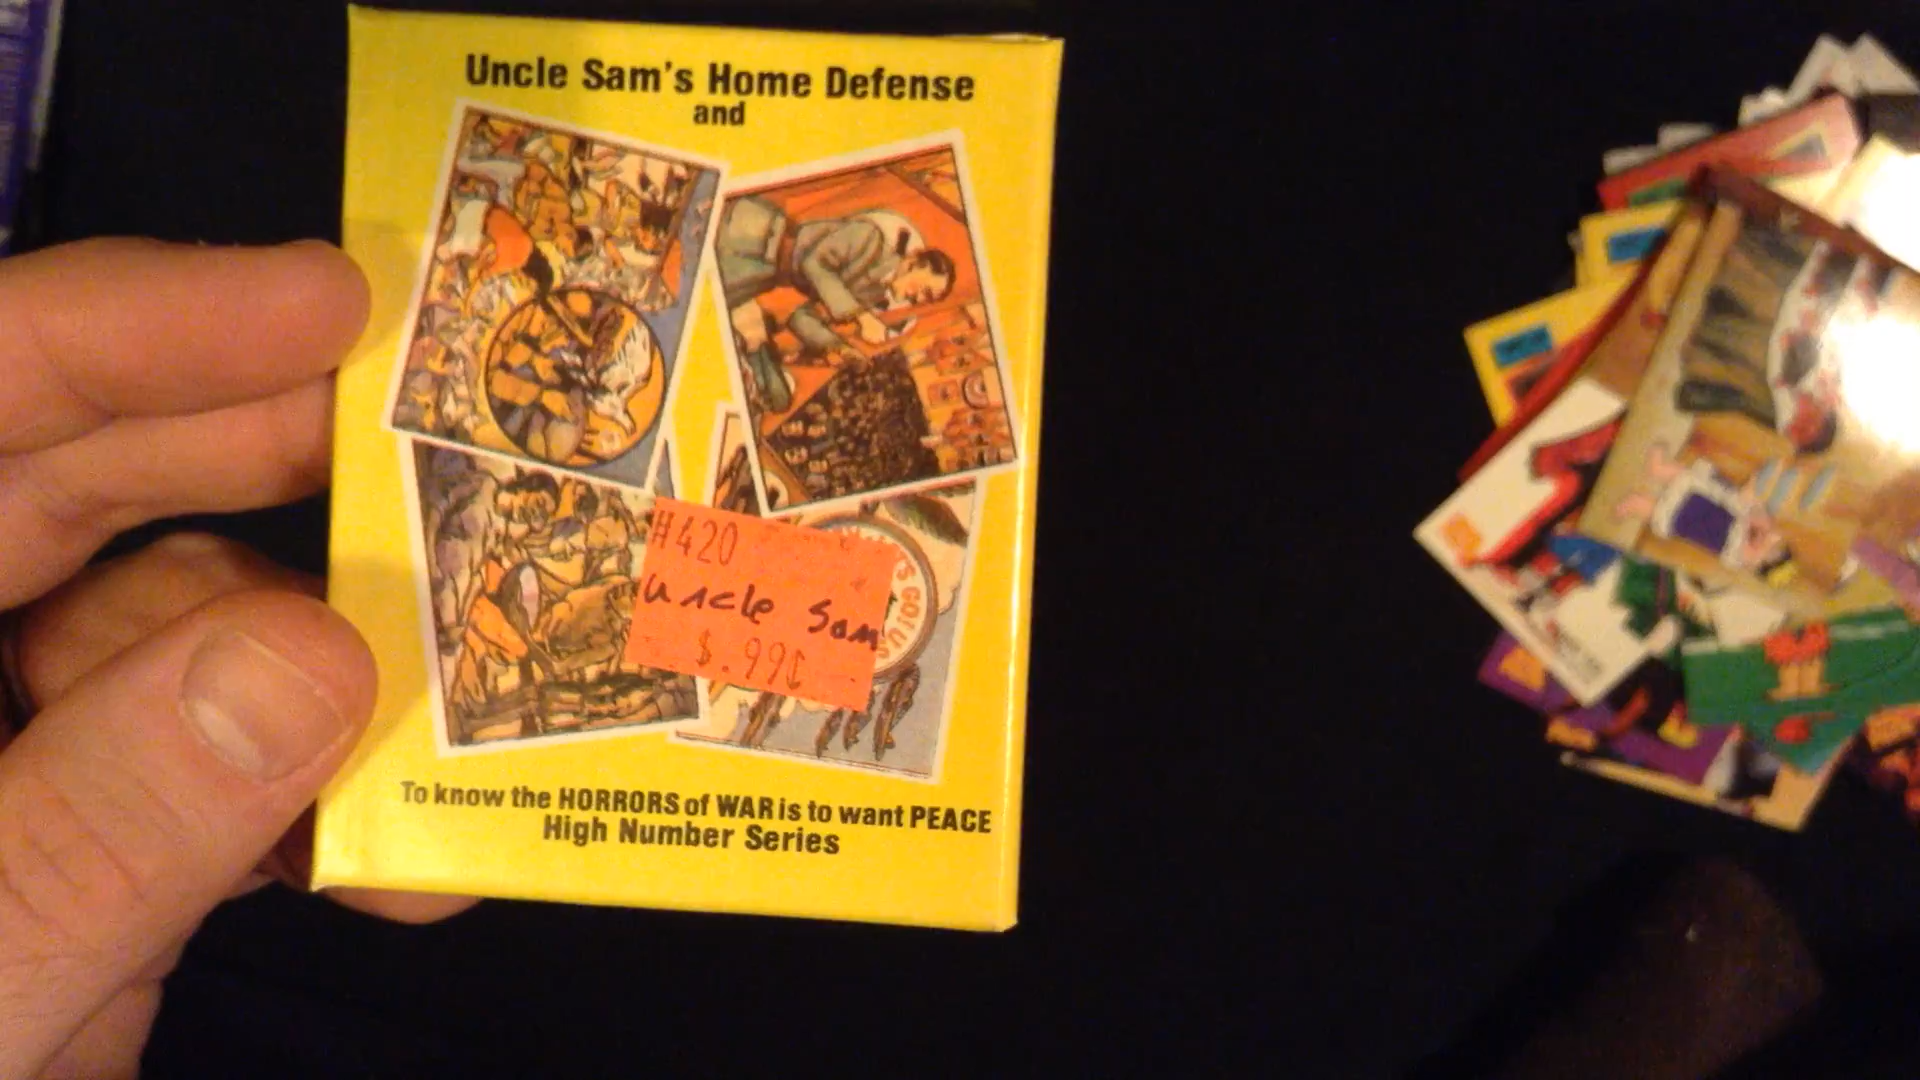 Uncle Sam's Home Defense
and
#420
uncle Sam
$.99¢
GO! U.S
To know the HORRORS of WAR is to want PEACE
High Number Series